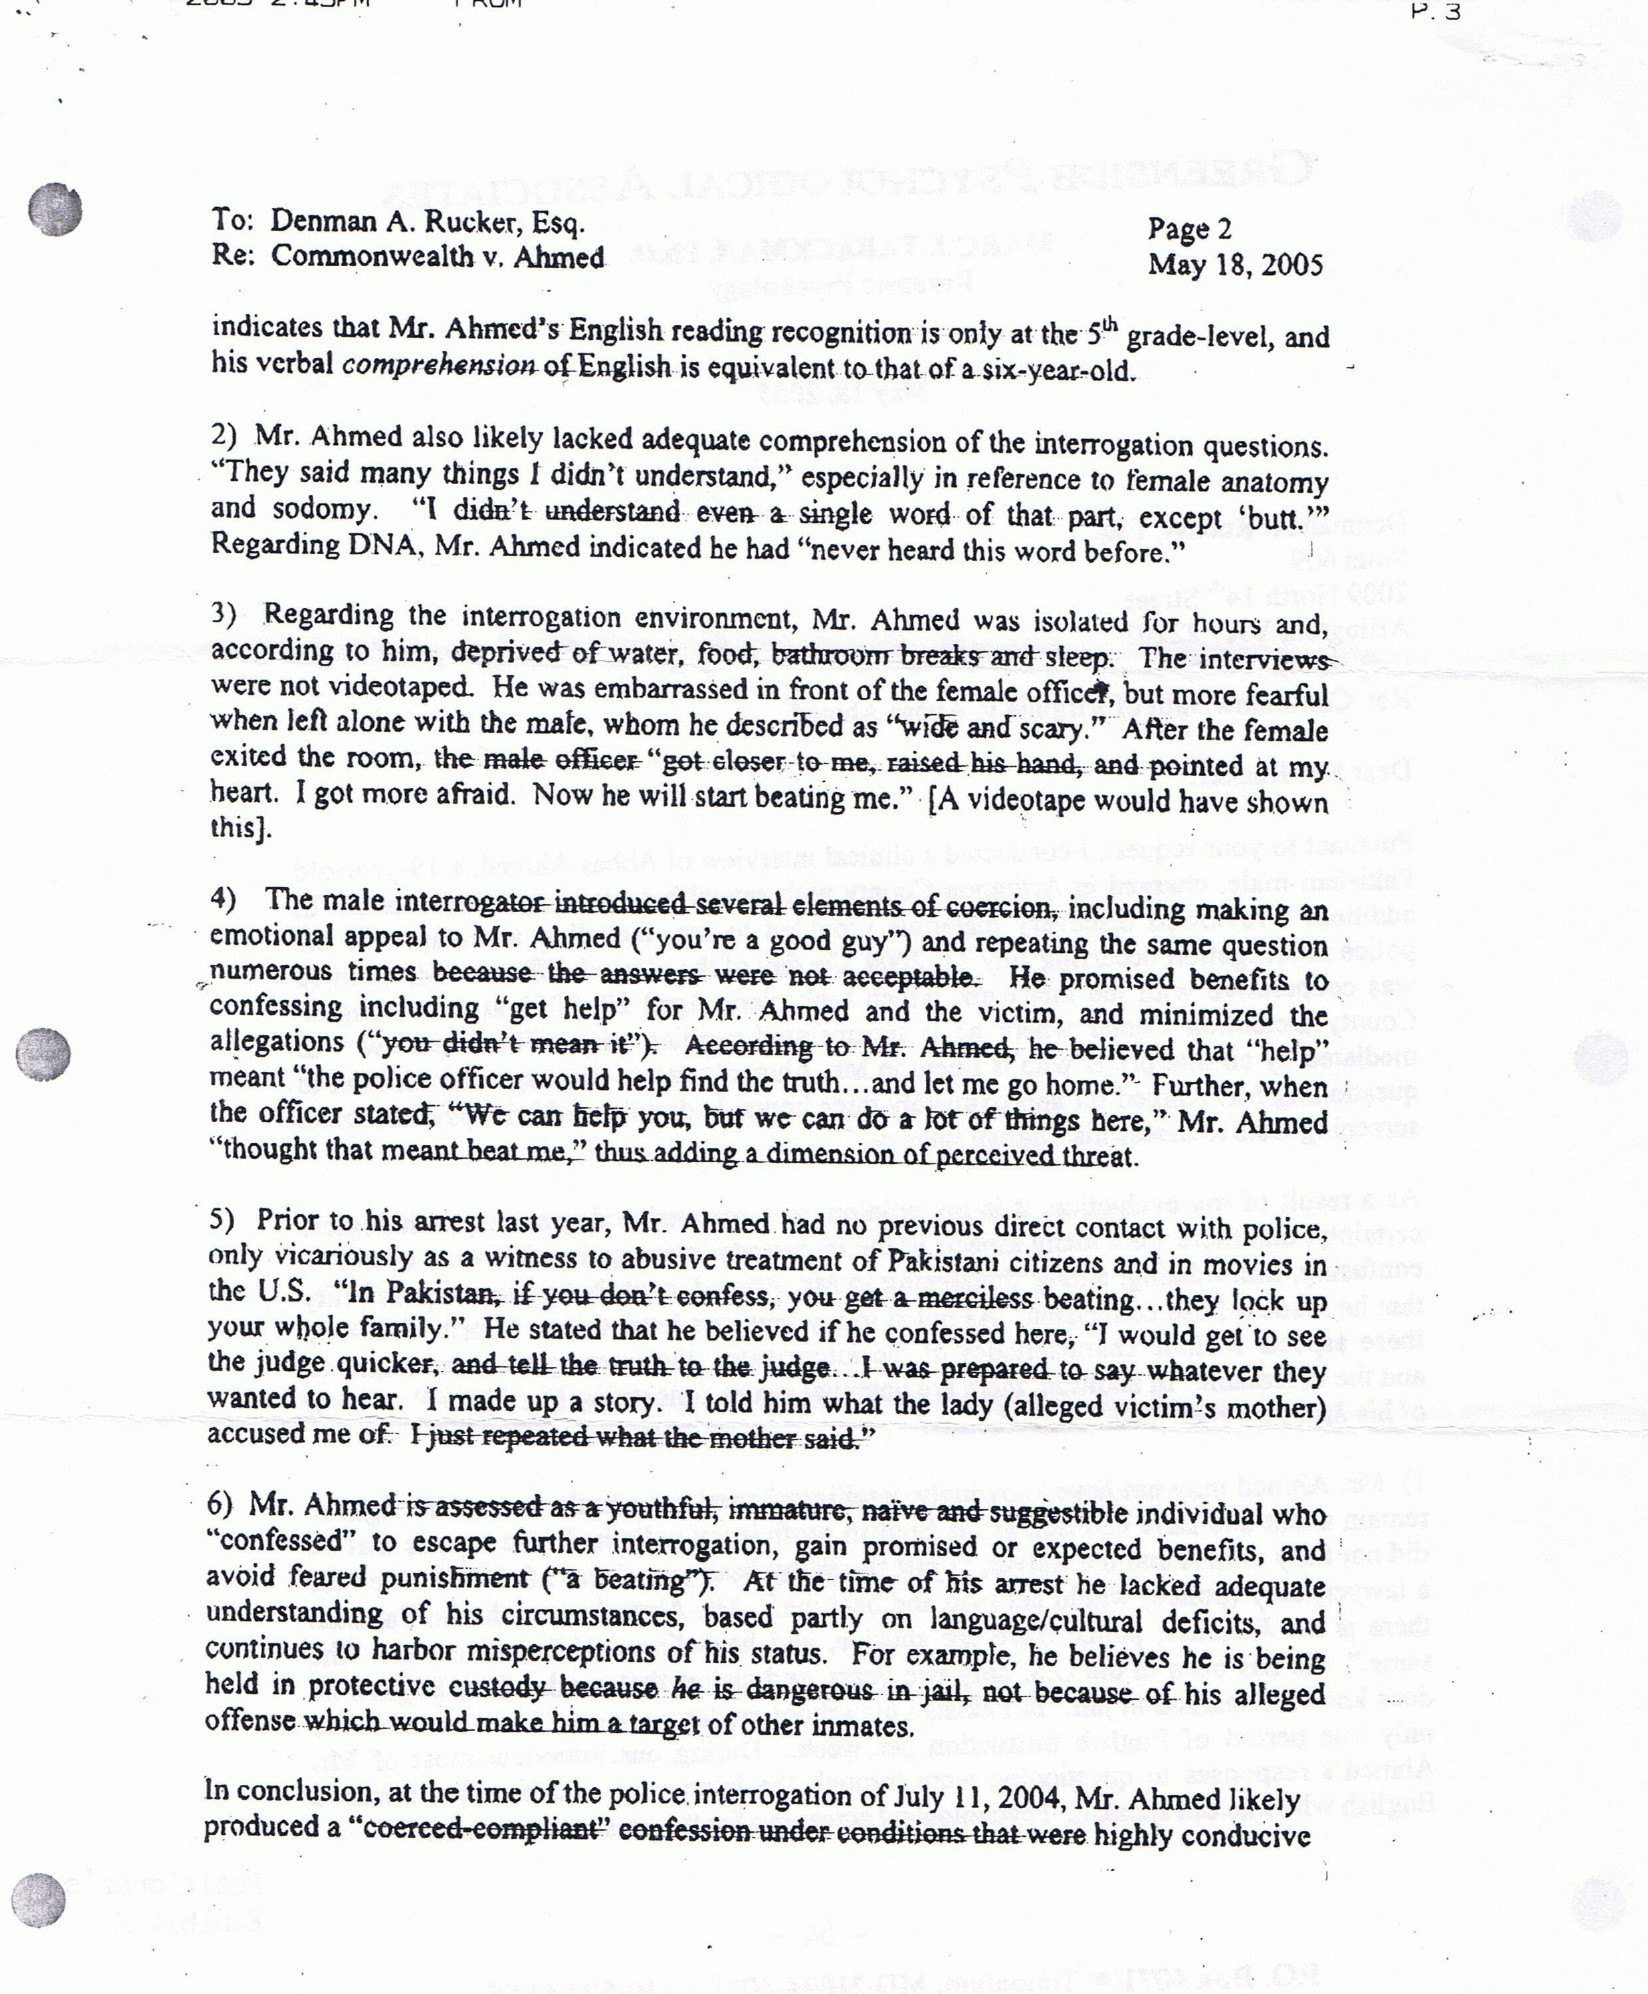 2005 2:45PM FROM P. 3
To: Denman A. Rucker, Esq. Page 2
Re: Commonwealth v. Ahmed May 18, 2005
indicates that Mr. Ahmed's English reading recognition is only at the 5th grade-level, and
his verbal comprehension of English is equivalent to that of a six-year-old.
2) Mr. Ahmed also likely lacked adequate comprehension of the interrogation questions.
"They said many things I didn't understand," especially in reference to female anatomy
and sodomy. "I didn't understand even a single word of that part, except 'butt.'"
Regarding DNA, Mr. Ahmed indicated he had "never heard this word before."
3) Regarding the interrogation environment, Mr. Ahmed was isolated for hours and,
according to him, deprived of water, food, bathroom breaks and sleep. The interviews
were not videotaped. He was embarrassed in front of the female officer, but more fearful
when left alone with the male, whom he described as "wide and scary." After the female
exited the room, the male officer "got closer to me, raised his hand, and pointed at my
heart. I got more afraid. Now he will start beating me." [A videotape would have shown
this].
4) The male interrogator introduced several elements of coercion, including making an
emotional appeal to Mr. Ahmed ("you're a good guy") and repeating the same question
numerous times because the answers were not acceptable. He promised benefits to
confessing including "get help" for Mr. Ahmed and the victim, and minimized the
allegations ("you didn't mean it"). According to Mr. Ahmed, he believed that "help"
meant "the police officer would help find the truth...and let me go home." Further, when
the officer stated, "We can help you, but we can do a lot of things here," Mr. Ahmed
"thought that meant beat me," thus adding a dimension of perceived threat.
5) Prior to his arrest last year, Mr. Ahmed had no previous direct contact with police,
only vicariously as a witness to abusive treatment of Pakistani citizens and in movies in
the U.S. "In Pakistan, if you don't confess, you get a merciless beating...they lock up
your whole family." He stated that he believed if he confessed here, "I would get to see
the judge quicker, and tell the truth to the judge...I was prepared to say whatever they
wanted to hear. I made up a story. I told him what the lady (alleged victim's mother)
accused me of. I just repeated what the mother said."
6) Mr. Ahmed is assessed as a youthful, immature, naïve and suggestible individual who
"confessed" to escape further interrogation, gain promised or expected benefits, and
avoid feared punishment ("a beating"). At the time of his arrest he lacked adequate
understanding of his circumstances, based partly on language/cultural deficits, and
continues to harbor misperceptions of his status. For example, he believes he is being
held in protective custody because he is dangerous in jail, not because of his alleged
offense which would make him a target of other inmates.
In conclusion, at the time of the police interrogation of July 11, 2004, Mr. Ahmed likely
produced a "coerced-compliant" confession under conditions that were highly conducive